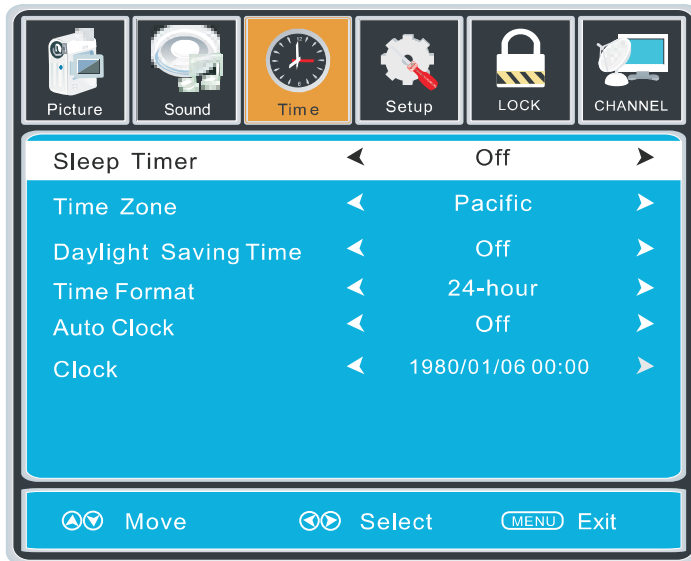 Picture Sound Time Setup LOCK CHANNEL
Sleep Timer Off
Time Zone Pacific
Daylight Saving Time Off
Time Format 24-hour
Auto Clock Off
Clock 1980/01/06 00:00
Move Select MENU Exit